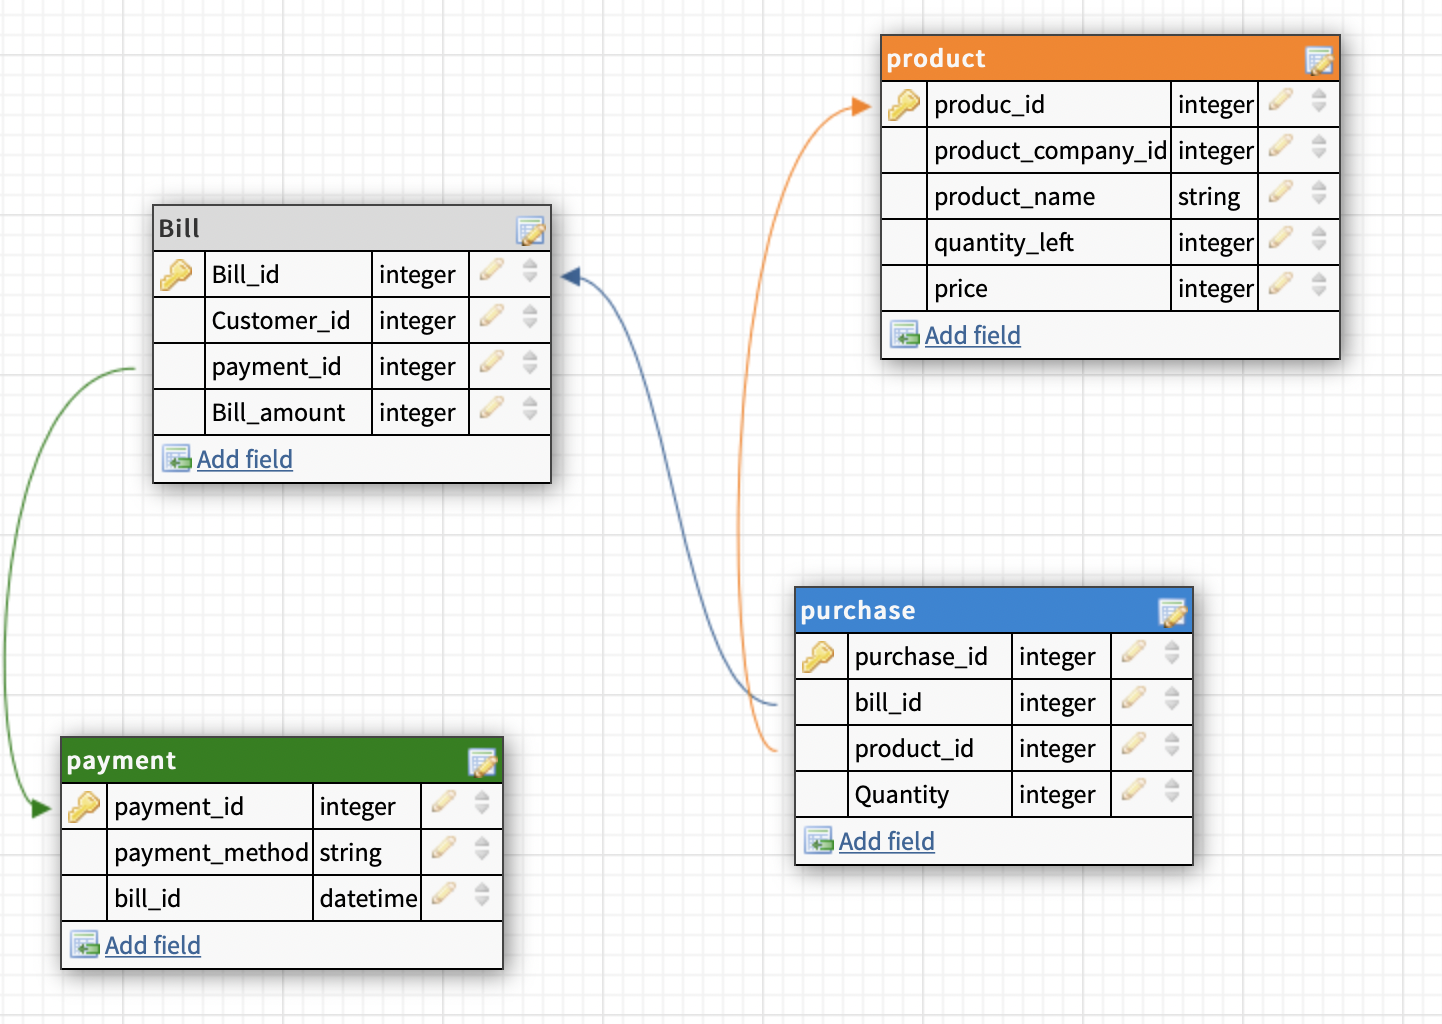 product
produc_id integer
product_company_id integer
product_name string
quantity_left integer
price integer
Add field
Bill
Bill_id integer
Customer_id integer
payment_id integer
Bill_amount integer
Add field
purchase
purchase_id integer
bill_id integer
product_id integer
Quantity integer
Add field
payment
payment_id integer
payment_method string
bill_id datetime
Add field